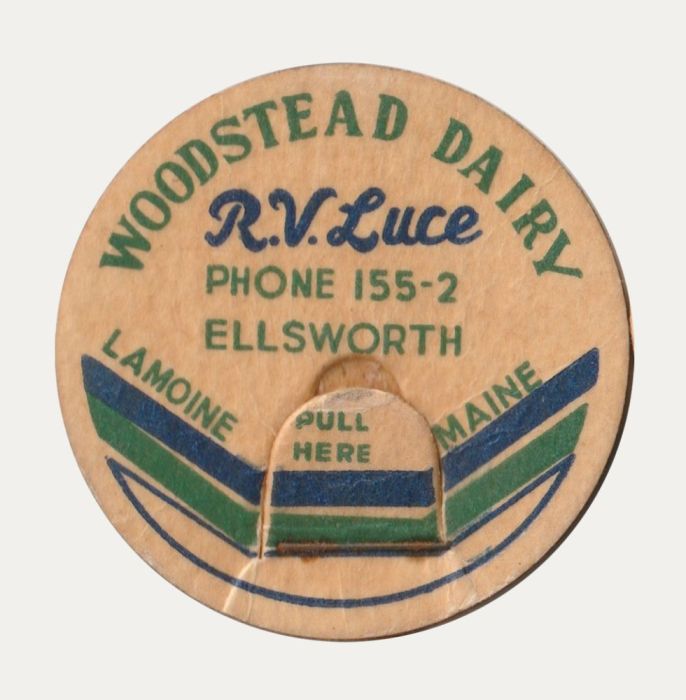 WOODSTEAD DAIRY
R.V. Luce
PHONE 155-2
ELLSWORTH
LAMOINE MAINE
PULL
HERE